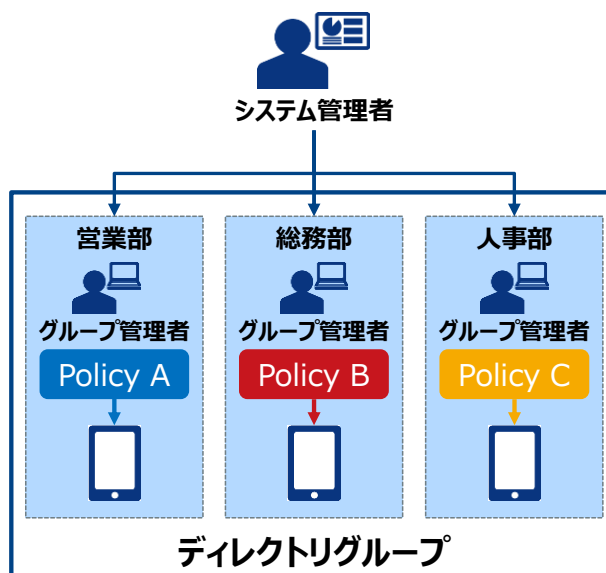 システム管理者
営業部
総務部
人事部
グループ管理者
グループ管理者
グループ管理者
Policy A
Policy B
Policy C
ディレクトリグループ